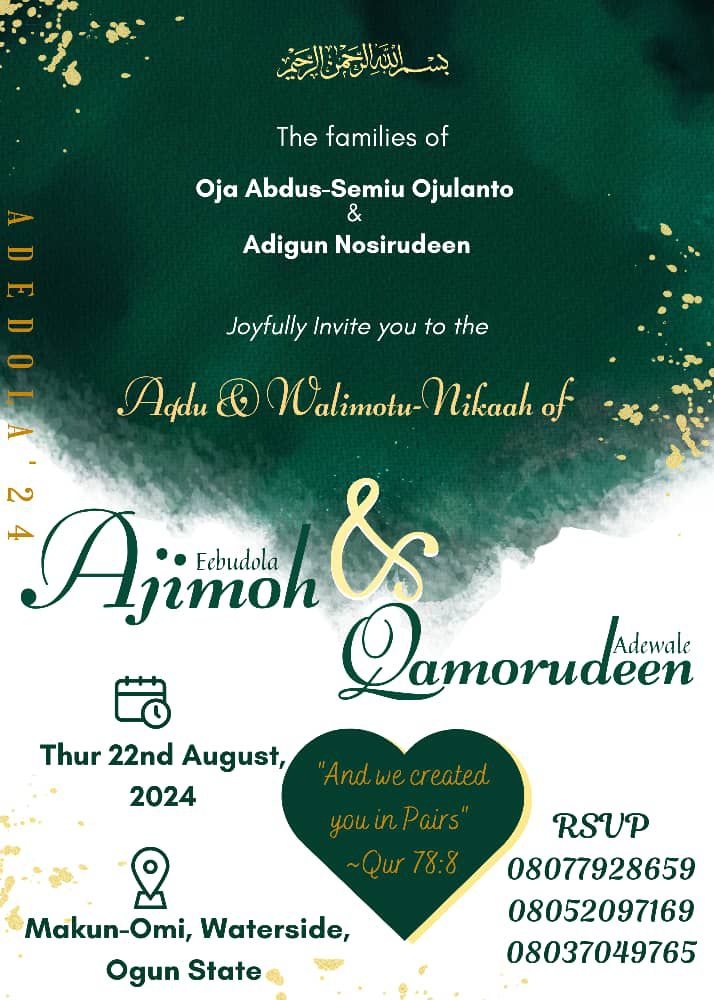 بسم الله الرحمن الرحيم
The families of
Oja Abdus-Semiu Ojulanto
&
Adigun Nosirudeen
Joyfully Invite you to the
Aqdu & Walimotu-Nikaah of
ADEDOLA'24
Eebudola
Ajimoh
&
Adewale
Qamorudeen
Thur 22nd August,
2024
"And we created
you in Pairs"
~Qur 78:8
RSVP
08077928659
08052097169
08037049765
Makun-Omi, Waterside,
Ogun State